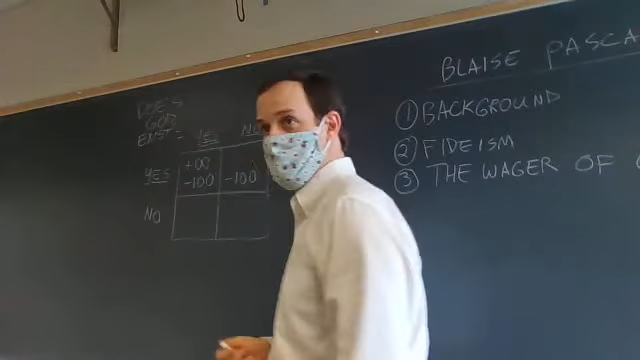 BLAISE PASCA
① BACKGROUND
② FIDEISM
③ THE WAGER OF
DOES
GOD
EXIST
YES NO
YES +∞
-100 -100
NO